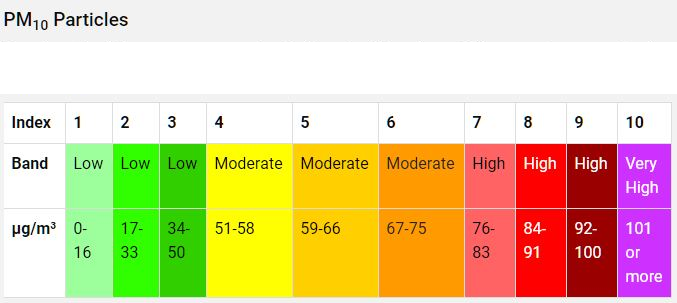 PM10 Particles
Index 1 2 3 4 5 6 7 8 9 10
Band Low Low Low Moderate Moderate Moderate High High High Very High
µg/m³ 0-16 17-33 34-50 51-58 59-66 67-75 76-83 84-91 92-100 101 or more